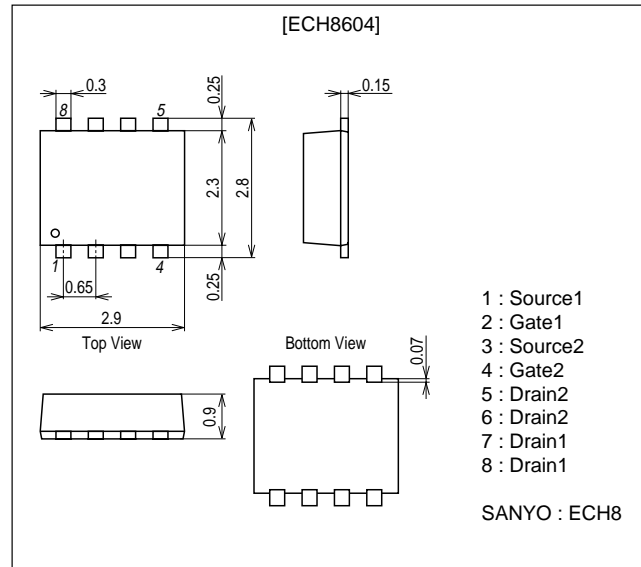 [ECH8604]
0.3
0.25
0.15
8
5
2.3
2.8
1
4
0.65
0.25
2.9
Top View
Bottom View
0.07
0.9
1 : Source1
2 : Gate1
3 : Source2
4 : Gate2
5 : Drain2
6 : Drain2
7 : Drain1
8 : Drain1
SANYO : ECH8